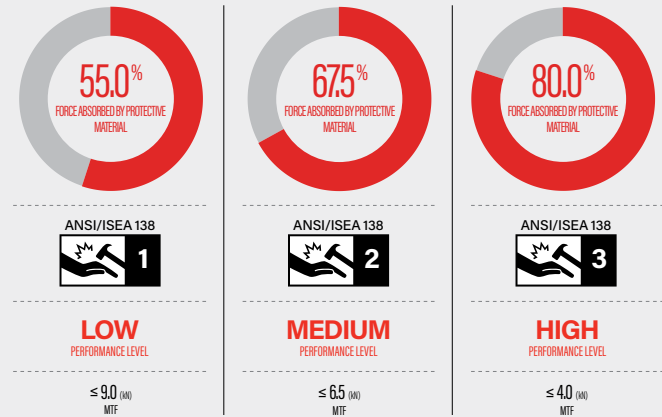 55.0%
FORCE ABSORBED BY PROTECTIVE
MATERIAL
ANSI/ISEA 138
1
LOW
PERFORMANCE LEVEL
≤ 9.0 (kN)
MTF
67.5%
FORCE ABSORBED BY PROTECTIVE
MATERIAL
ANSI/ISEA 138
2
MEDIUM
PERFORMANCE LEVEL
≤ 6.5 (kN)
MTF
80.0%
FORCE ABSORBED BY PROTECTIVE
MATERIAL
ANSI/ISEA 138
3
HIGH
PERFORMANCE LEVEL
≤ 4.0 (kN)
MTF